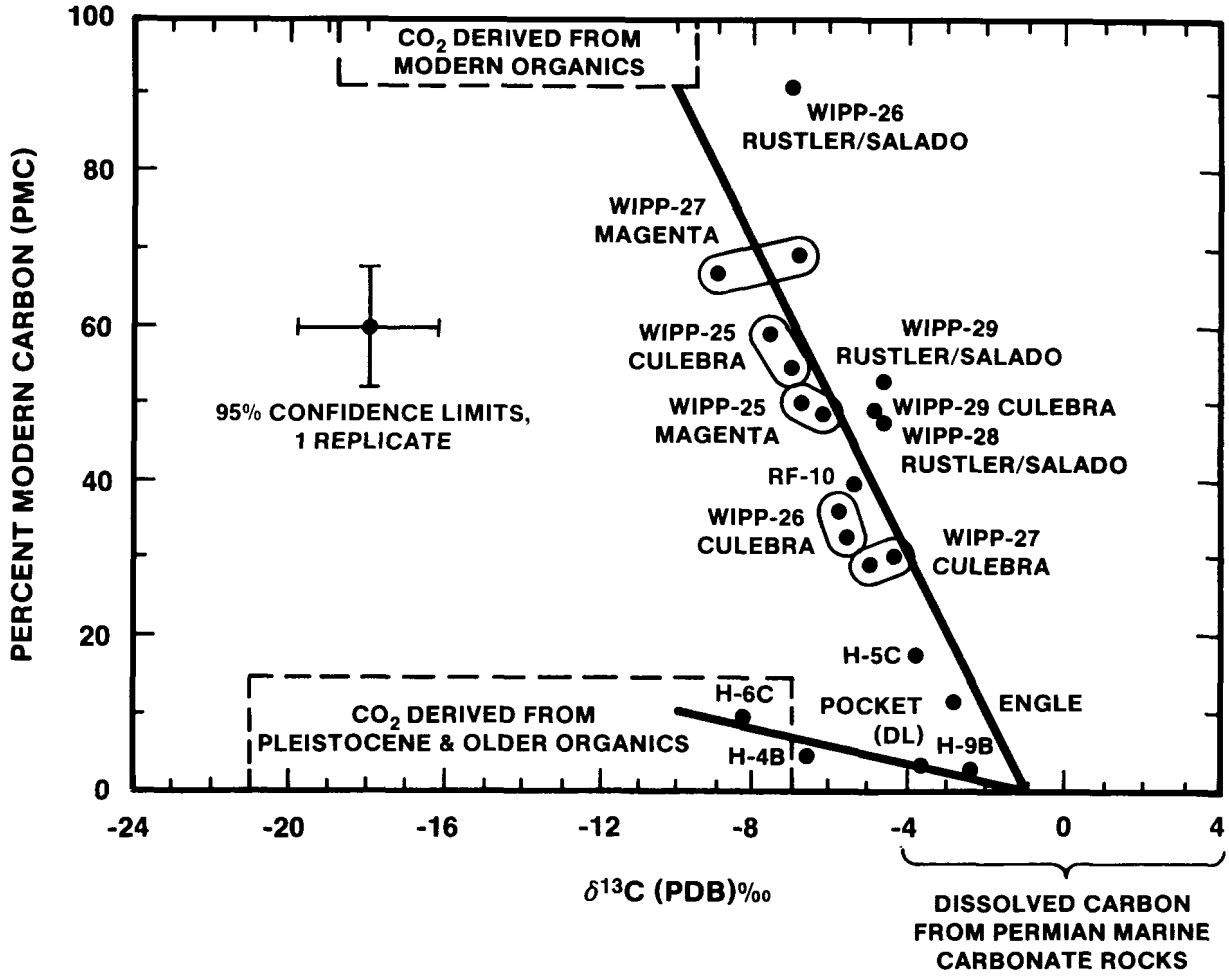 100
80
60
40
20
0
PERCENT MODERN CARBON (PMC)
CO₂ DERIVED FROM
MODERN ORGANICS
WIPP-26
RUSTLER/SALADO
WIPP-27
MAGENTA
WIPP-25
CULEBRA
WIPP-29
RUSTLER/SALADO
WIPP-25
MAGENTA
WIPP-29 CULEBRA
WIPP-28
RUSTLER/SALADO
95% CONFIDENCE LIMITS,
1 REPLICATE
RF-10
WIPP-26
CULEBRA
WIPP-27
CULEBRA
H-5C
ENGLE
POCKET
(DL)
H-9B
H-6C
H-4B
CO₂ DERIVED FROM
PLEISTOCENE & OLDER ORGANICS
-24 -20 -16 -12 -8 -4 0 4
δ¹³C (PDB)‰
DISSOLVED CARBON
FROM PERMIAN MARINE
CARBONATE ROCKS